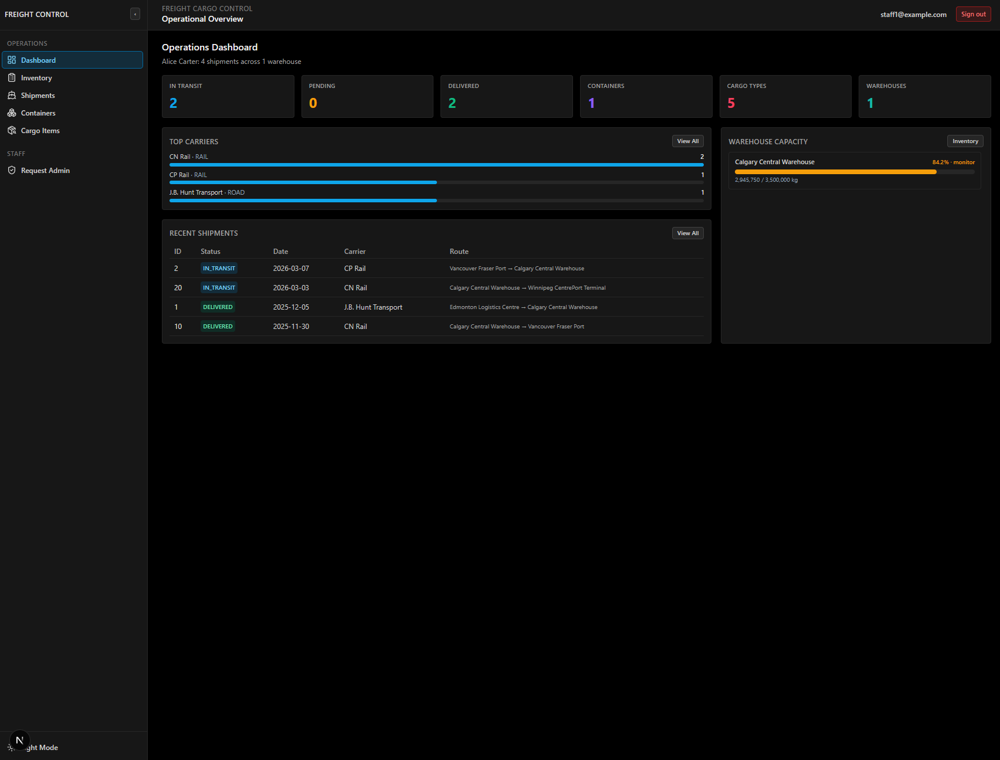 FREIGHT CONTROL
‹
OPERATIONS
Dashboard
Inventory
Shipments
Containers
Cargo Items
STAFF
Request Admin
N
ght Mode
FREIGHT CARGO CONTROL
Operational Overview
staff1@example.com
Sign out
Operations Dashboard
Alice Carter: 4 shipments across 1 warehouse
IN TRANSIT
2
PENDING
0
DELIVERED
2
CONTAINERS
1
CARGO TYPES
5
WAREHOUSES
1
TOP CARRIERS
View All
CN Rail · RAIL 2
CP Rail · RAIL 1
J.B. Hunt Transport · ROAD 1
WAREHOUSE CAPACITY
Inventory
Calgary Central Warehouse 84.2% · monitor
2,945,750 / 3,500,000 kg
RECENT SHIPMENTS
View All
ID Status Date Carrier Route
2 IN_TRANSIT 2026-03-07 CP Rail Vancouver Fraser Port → Calgary Central Warehouse
20 IN_TRANSIT 2026-03-03 CN Rail Calgary Central Warehouse → Winnipeg CentrePort Terminal
1 DELIVERED 2025-12-05 J.B. Hunt Transport Edmonton Logistics Centre → Calgary Central Warehouse
10 DELIVERED 2025-11-30 CN Rail Calgary Central Warehouse → Vancouver Fraser Port